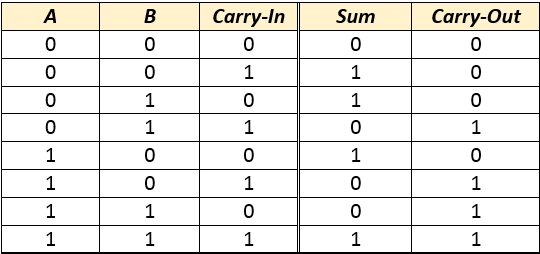 A B Carry-In Sum Carry-Out
0 0 0 0 0
0 0 1 1 0
0 1 0 1 0
0 1 1 0 1
1 0 0 1 0
1 0 1 0 1
1 1 0 0 1
1 1 1 1 1